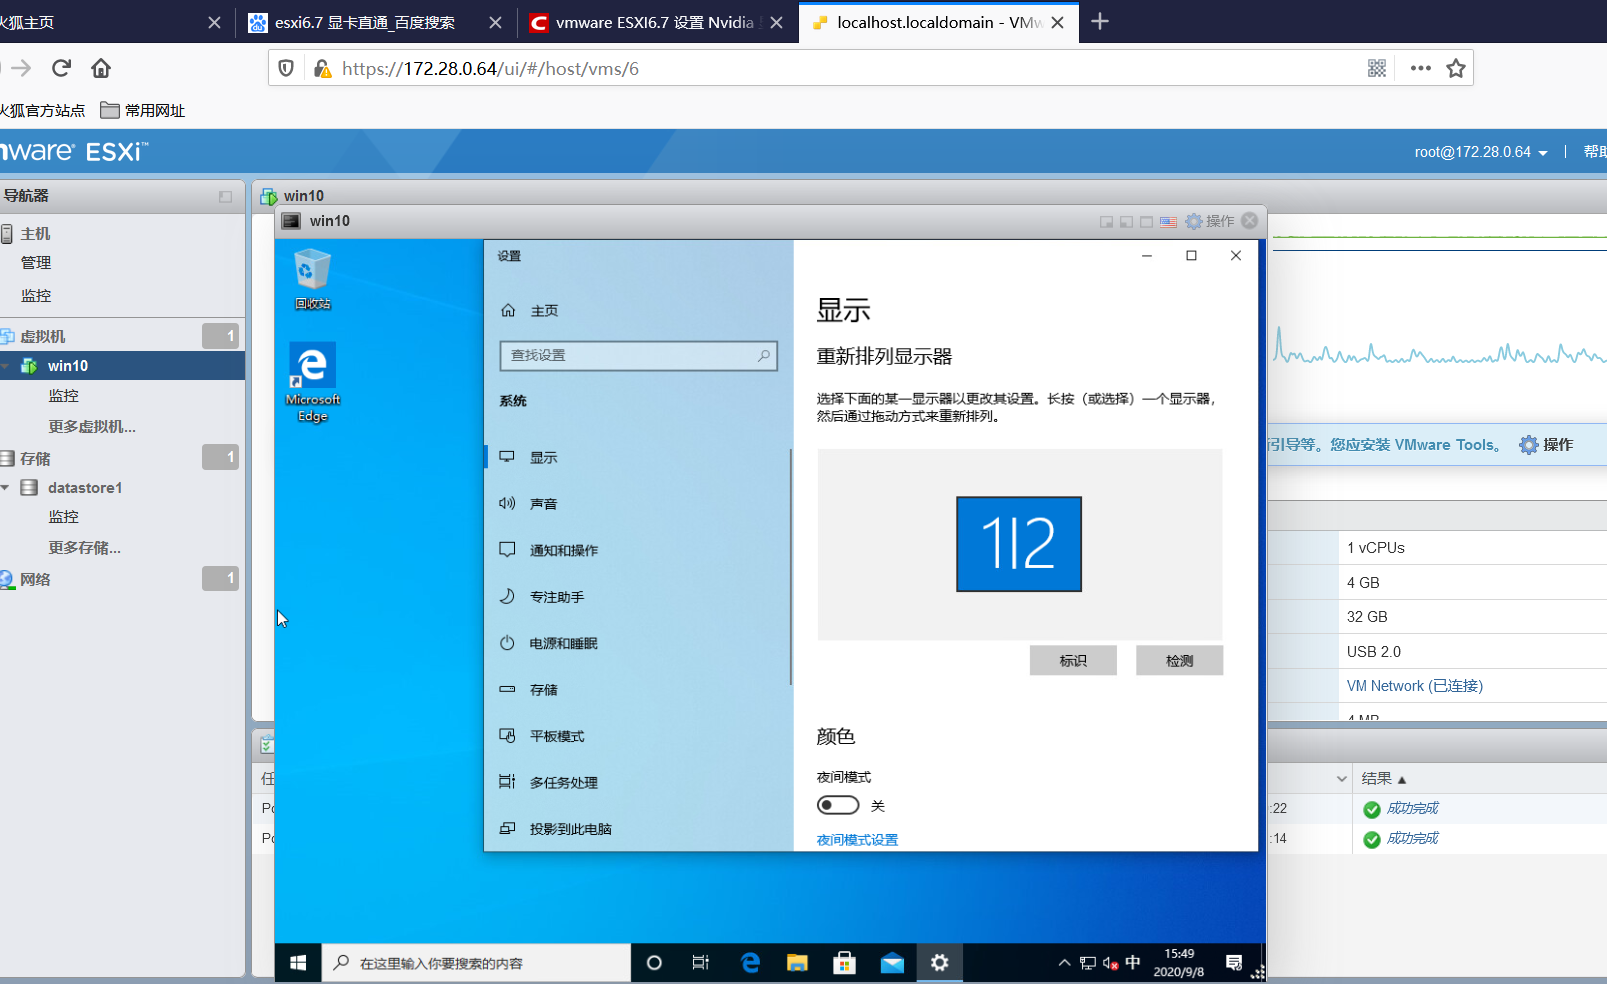 火狐主页
esxi6.7 显卡直通_百度搜索
vmware ESXI6.7 设置 Nvidia
localhost.localdomain - VMw
https://172.28.0.64/ui/#/host/vms/6
火狐官方站点
常用网址
mware® ESXi™
root@172.28.0.64
帮助
导航器
主机
管理
监控
虚拟机
1
win10
监控
更多虚拟机...
存储
1
datastore1
监控
更多存储...
网络
1
win10
win10
操作
回收站
Microsoft
Edge
设置
主页
查找设置
系统
显示
声音
通知和操作
专注助手
电源和睡眠
存储
平板模式
多任务处理
投影到此电脑
显示
重新排列显示器
选择下面的某一显示器以更改其设置。长按（或选择）一个显示器，
然后通过拖动方式来重新排列。
1|2
标识
检测
颜色
夜间模式
关
夜间模式设置
引导等。您应安装 VMware Tools。
操作
1 vCPUs
4 GB
32 GB
USB 2.0
VM Network (已连接)
4 MB
任
结果
Po
:22
成功完成
Po
:14
成功完成
在这里输入你要搜索的内容
中
15:49
2020/9/8